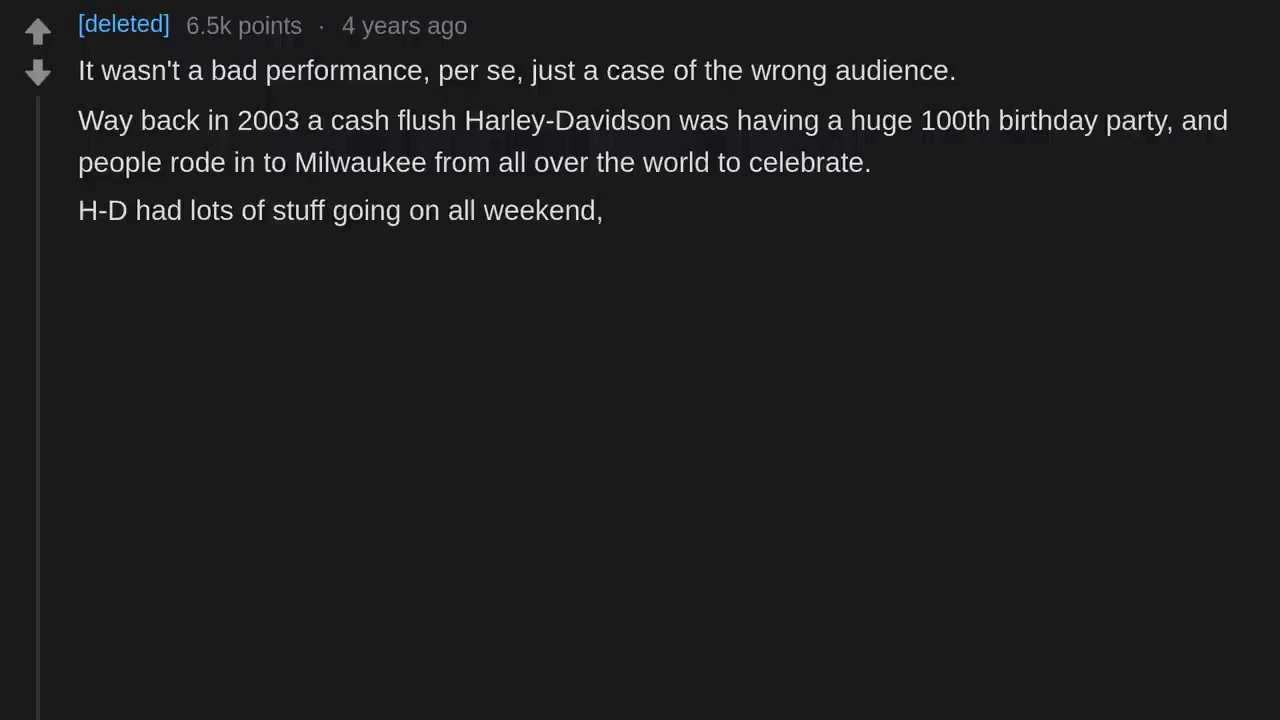 [deleted] 6.5k points · 4 years ago
It wasn't a bad performance, per se, just a case of the wrong audience.
Way back in 2003 a cash flush Harley-Davidson was having a huge 100th birthday party, and
people rode in to Milwaukee from all over the world to celebrate.
H-D had lots of stuff going on all weekend,